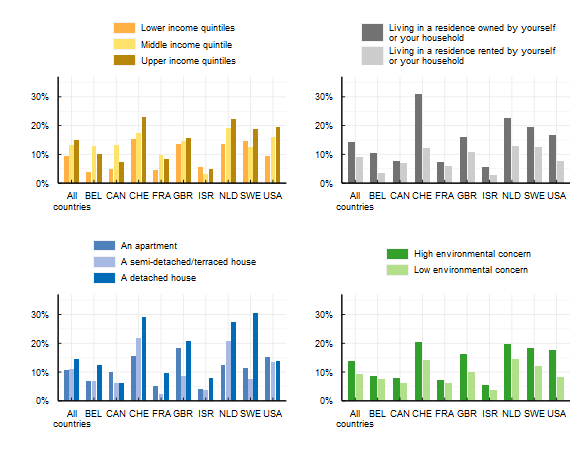 Lower income quintiles
Middle income quintile
Upper income quintiles
30%
20%
10%
0%
All BEL CAN CHE FRA GBR ISR NLD SWE USA
countries
Living in a residence owned by yourself
or your household
Living in a residence rented by yourself
or your household
30%
20%
10%
0%
All BEL CAN CHE FRA GBR ISR NLD SWE USA
countries
An apartment
A semi-detached/terraced house
A detached house
30%
20%
10%
0%
All BEL CAN CHE FRA GBR ISR NLD SWE USA
countries
High environmental concern
Low environmental concern
30%
20%
10%
0%
All BEL CAN CHE FRA GBR ISR NLD SWE USA
countries